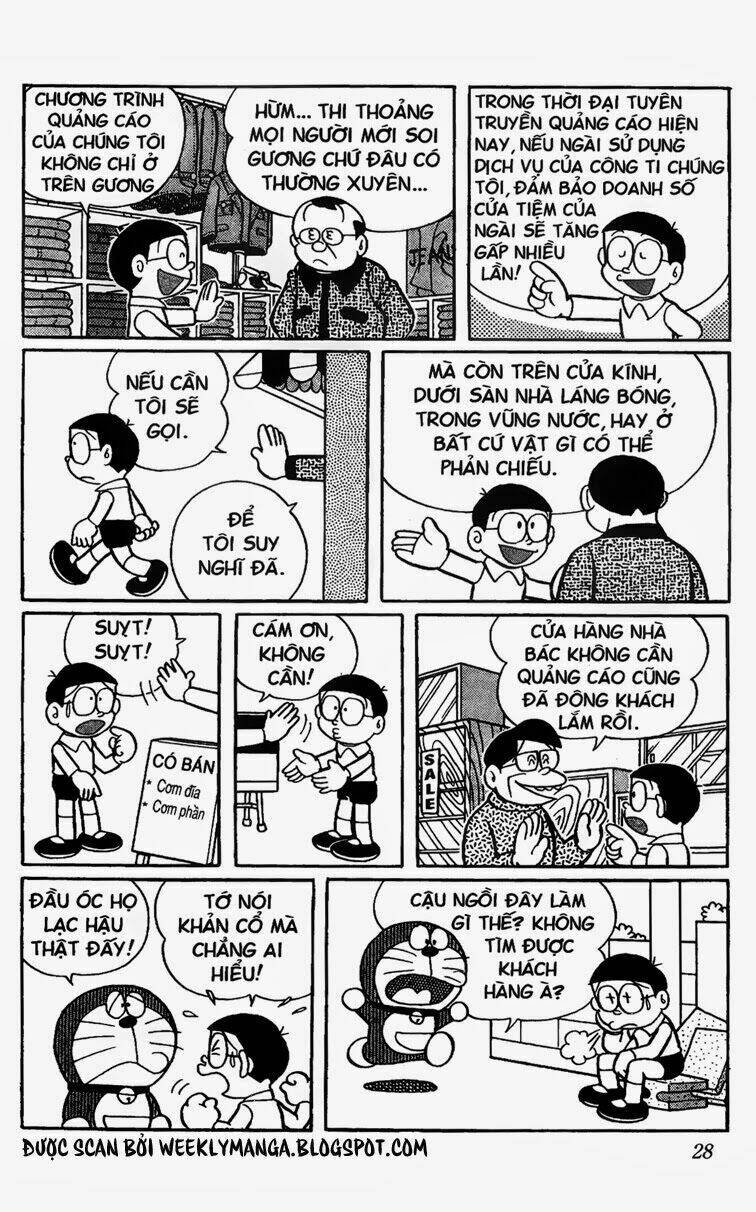 TRONG THỜI ĐẠI TUYÊN
TRUYỀN QUẢNG CÁO HIỆN
NAY, NẾU NGÀI SỬ DỤNG
DỊCH VỤ CỦA CÔNG TI CHÚNG
TÔI, ĐẢM BẢO DOANH SỐ
CỬA TIỆM CỦA
NGÀI SẼ TĂNG
GẤP NHIỀU
LẦN!
HỪM... THI THOẢNG
MỌI NGƯỜI MỚI SOI
GƯƠNG CHỨ ĐÂU CÓ
THƯỜNG XUYÊN...
CHƯƠNG TRÌNH
QUẢNG CÁO
CỦA CHÚNG TÔI
KHÔNG CHỈ Ở
TRÊN GƯƠNG
JEAN
MÀ CÒN TRÊN CỬA KÍNH,
DƯỚI SÀN NHÀ LÁNG BÓNG,
TRONG VŨNG NƯỚC, HAY Ở
BẤT CỨ VẬT GÌ CÓ THỂ
PHẢN CHIẾU.
ĐỂ
TÔI SUY
NGHĨ ĐÃ.
NẾU CẦN
TÔI SẼ
GỌI.
CỬA HÀNG NHÀ
BÁC KHÔNG CẦN
QUẢNG CÁO CŨNG
ĐÃ ĐÔNG KHÁCH
LẮM RỒI.
SALE
CÁM ƠN,
KHÔNG
CẦN!
SUỴT!
SUỴT!
CÓ BÁN
* Cơm đĩa
* Cơm phần
CẬU NGỒI ĐÂY LÀM
GÌ THẾ? KHÔNG
TÌM ĐƯỢC
KHÁCH
HÀNG À?
TỚ NÓI
KHẢN CỔ MÀ
CHẲNG AI
HIỂU!
ĐẦU ÓC HỌ
LẠC HẬU
THẬT ĐẤY!
ĐƯỢC SCAN BỞI WEEKLYMANGA.BLOGSPOT.COM
28